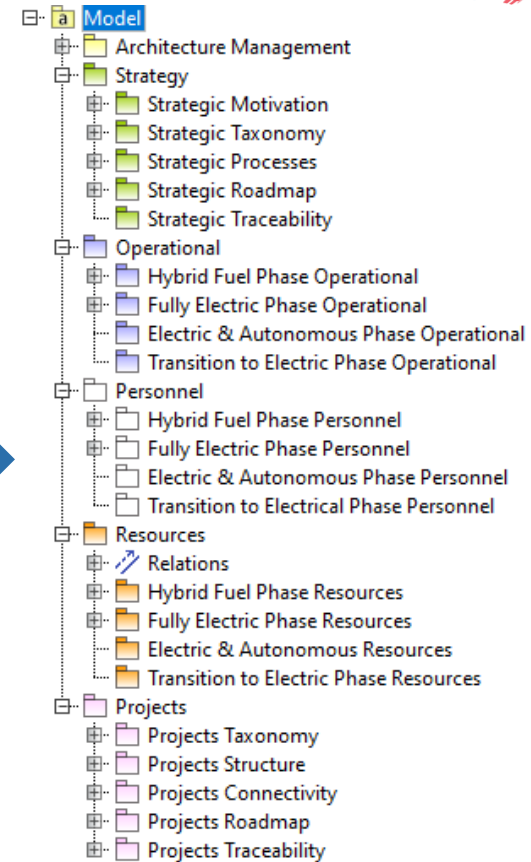 a Model
Architecture Management
Strategy
Strategic Motivation
Strategic Taxonomy
Strategic Processes
Strategic Roadmap
Strategic Traceability
Operational
Hybrid Fuel Phase Operational
Fully Electric Phase Operational
Electric & Autonomous Phase Operational
Transition to Electric Phase Operational
Personnel
Hybrid Fuel Phase Personnel
Fully Electric Phase Personnel
Electric & Autonomous Phase Personnel
Transition to Electrical Phase Personnel
Resources
Relations
Hybrid Fuel Phase Resources
Fully Electric Phase Resources
Electric & Autonomous Resources
Transition to Electric Phase Resources
Projects
Projects Taxonomy
Projects Structure
Projects Connectivity
Projects Roadmap
Projects Traceability